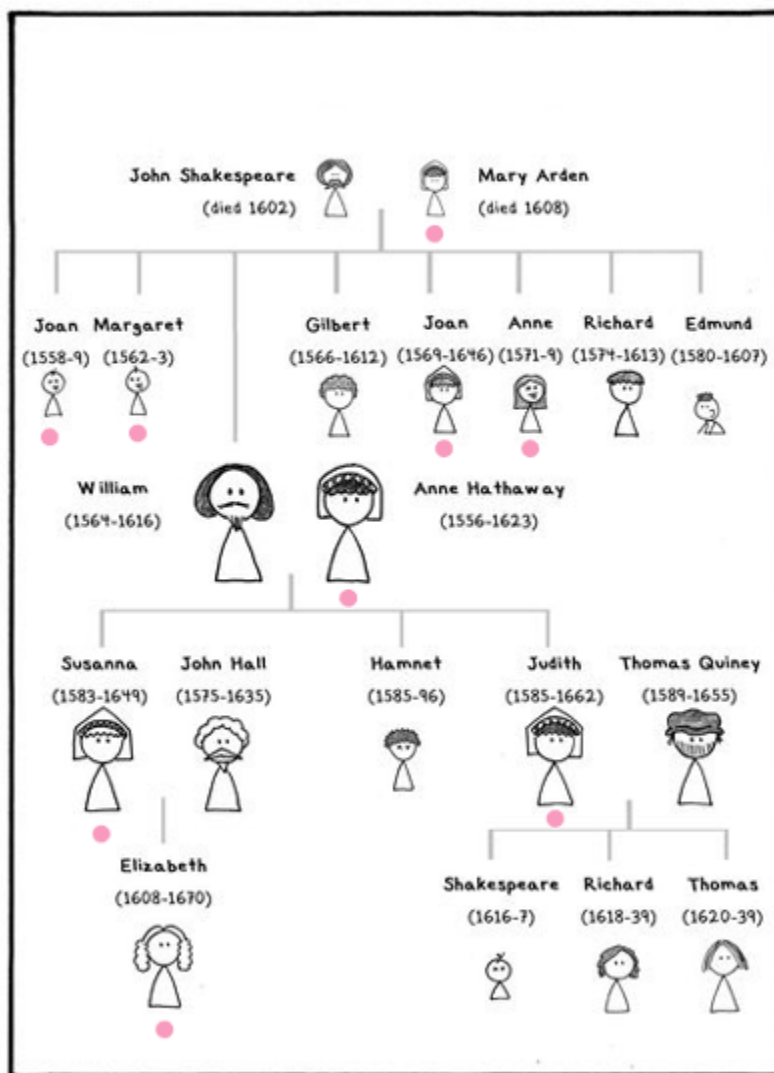 John Shakespeare
(died 1602)
Mary Arden
(died 1608)
Joan
(1558-9)
Margaret
(1562-3)
Gilbert
(1566-1612)
Joan
(1569-1646)
Anne
(1571-9)
Richard
(1574-1613)
Edmund
(1580-1607)
William
(1564-1616)
Anne Hathaway
(1556-1623)
Susanna
(1583-1649)
John Hall
(1575-1635)
Hamnet
(1585-96)
Judith
(1585-1662)
Thomas Quiney
(1589-1655)
Elizabeth
(1608-1670)
Shakespeare
(1616-7)
Richard
(1618-39)
Thomas
(1620-39)